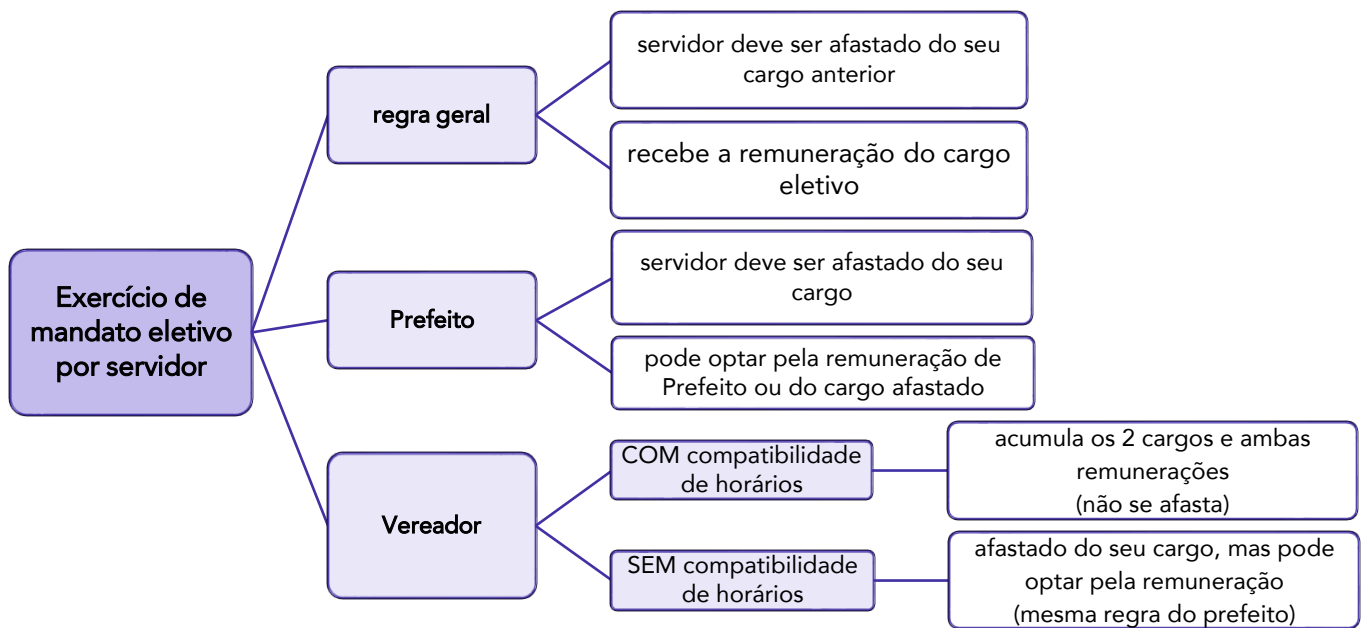 Exercício de
mandato eletivo
por servidor
regra geral
servidor deve ser afastado do seu
cargo anterior
recebe a remuneração do cargo
eletivo
Prefeito
servidor deve ser afastado do seu
cargo
pode optar pela remuneração de
Prefeito ou do cargo afastado
Vereador
COM compatibilidade
de horários
acumula os 2 cargos e ambas
remunerações
(não se afasta)
SEM compatibilidade
de horários
afastado do seu cargo, mas pode
optar pela remuneração
(mesma regra do prefeito)